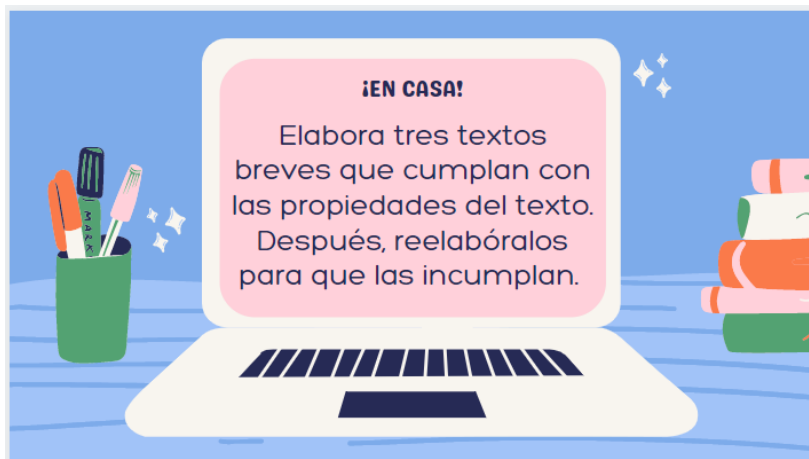 ¡EN CASA!
Elabora tres textos
breves que cumplan con
las propiedades del texto.
Después, reelabóralos
para que las incumplan.
MARK